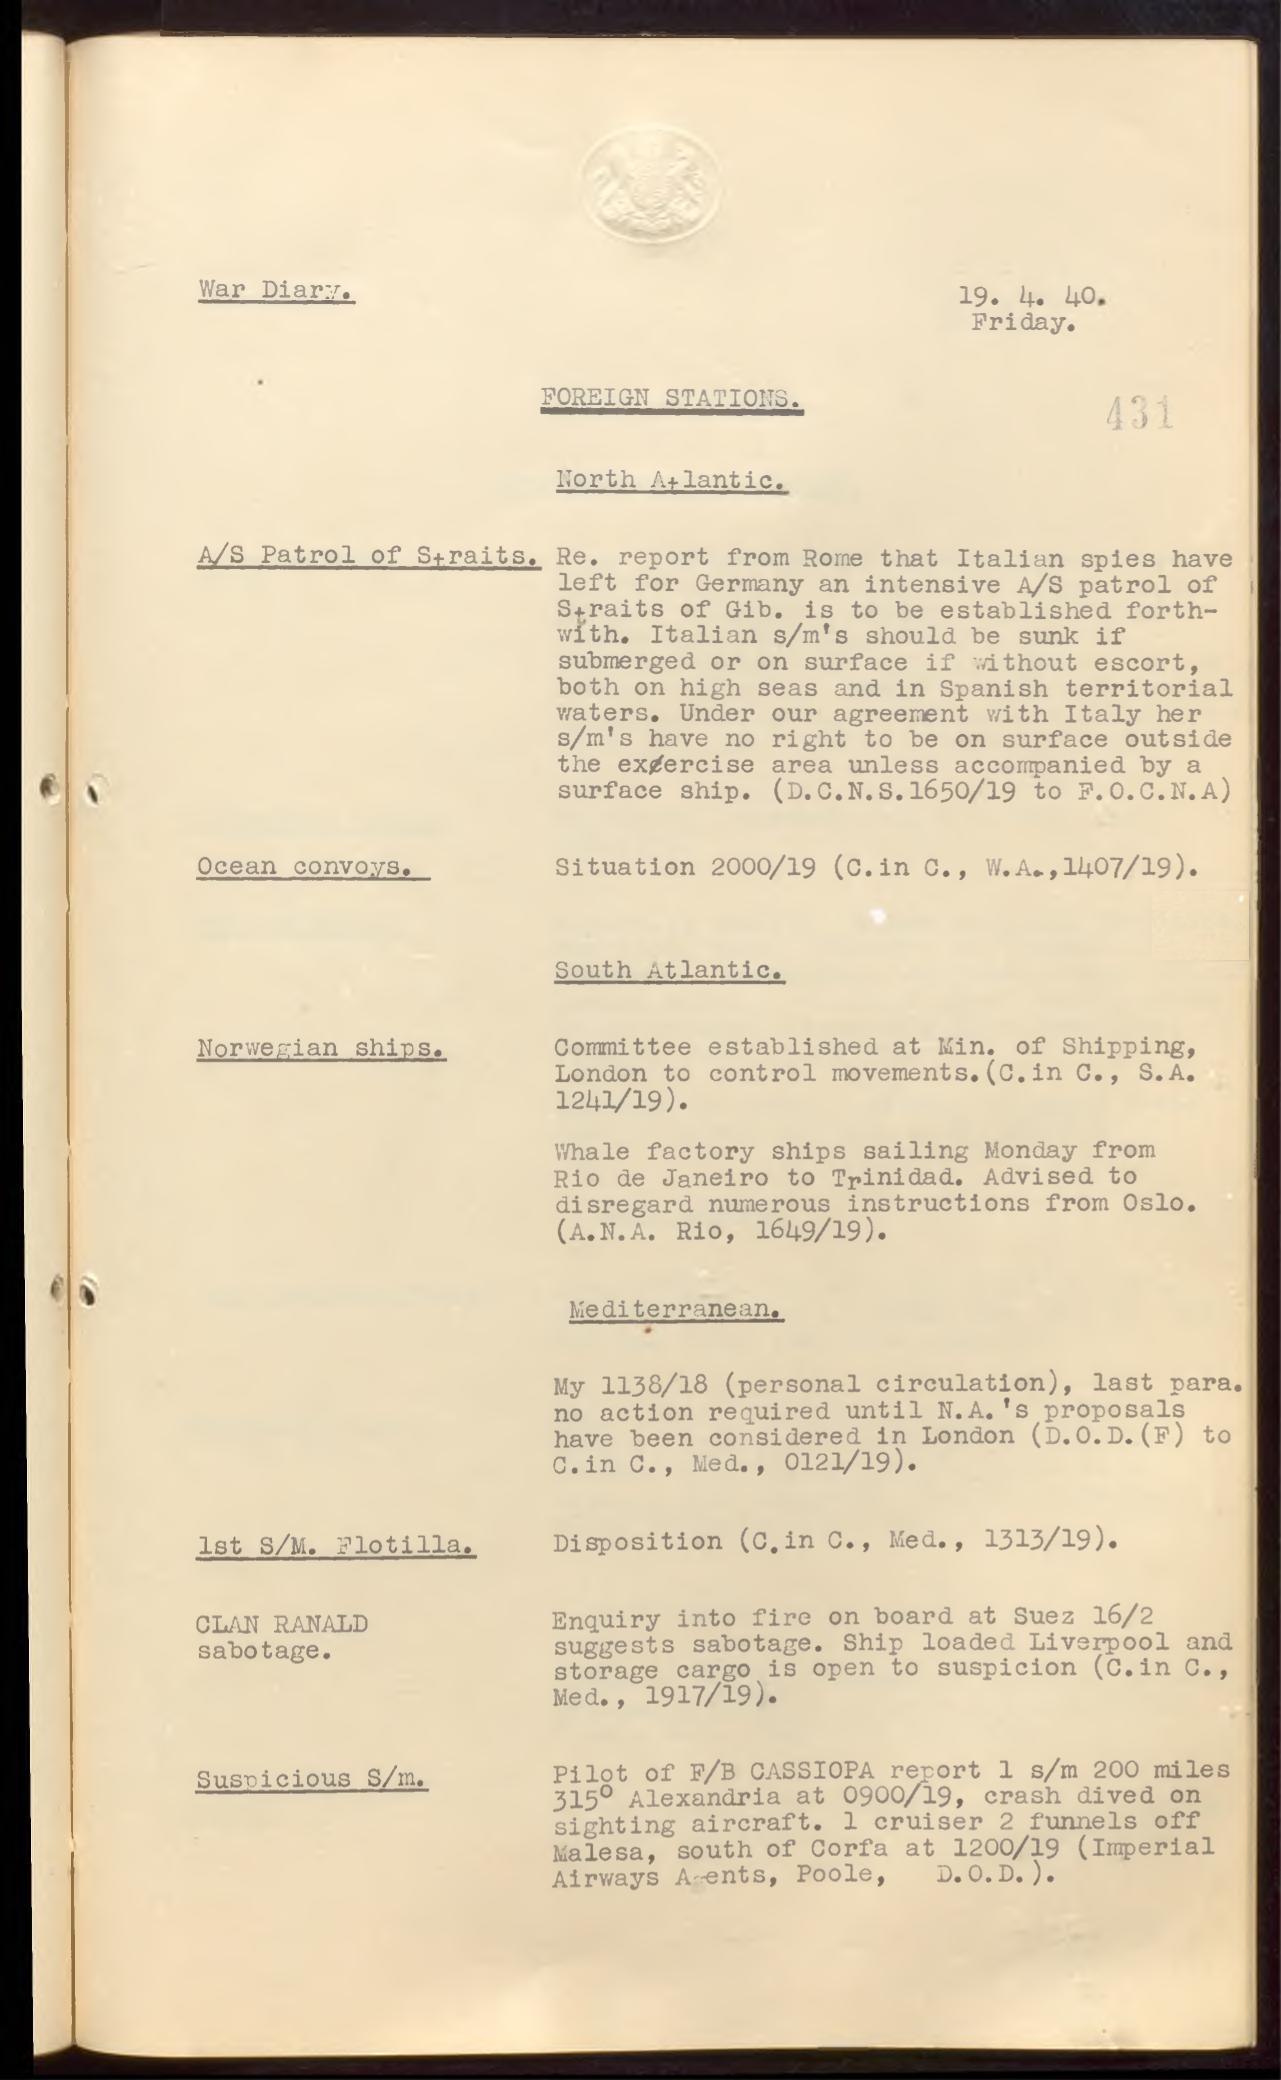 War Diary.
19. 4. 40.
Friday.
FOREIGN STATIONS.
431
North Atlantic.
A/S Patrol of Straits. Re. report from Rome that Italian spies have
left for Germany an intensive A/S patrol of
Straits of Gib. is to be established forth-
with. Italian s/m's should be sunk if
submerged or on surface if without escort,
both on high seas and in Spanish territorial
waters. Under our agreement with Italy her
s/m's have no right to be on surface outside
the exercise area unless accompanied by a
surface ship. (D.C.N.S.1650/19 to F.O.C.N.A)
Ocean convoys. Situation 2000/19 (C.in C., W.A.,1407/19).
South Atlantic.
Norwegian ships. Committee established at Min. of Shipping,
London to control movements.(C.in C., S.A.
1241/19).
Whale factory ships sailing Monday from
Rio de Janeiro to Trinidad. Advised to
disregard numerous instructions from Oslo.
(A.N.A. Rio, 1649/19).
Mediterranean.
My 1138/18 (personal circulation), last para.
no action required until N.A.'s proposals
have been considered in London (D.O.D.(F) to
C.in C., Med., 0121/19).
1st S/M. Flotilla. Disposition (C.in C., Med., 1313/19).
CLAN RANALD Enquiry into fire on board at Suez 16/2
sabotage. suggests sabotage. Ship loaded Liverpool and
storage cargo is open to suspicion (C.in C.,
Med., 1917/19).
Suspicious S/m. Pilot of F/B CASSIOPA report 1 s/m 200 miles
315° Alexandria at 0900/19, crash dived on
sighting aircraft. 1 cruiser 2 funnels off
Malesa, south of Corfa at 1200/19 (Imperial
Airways Agents, Poole, D.O.D.).